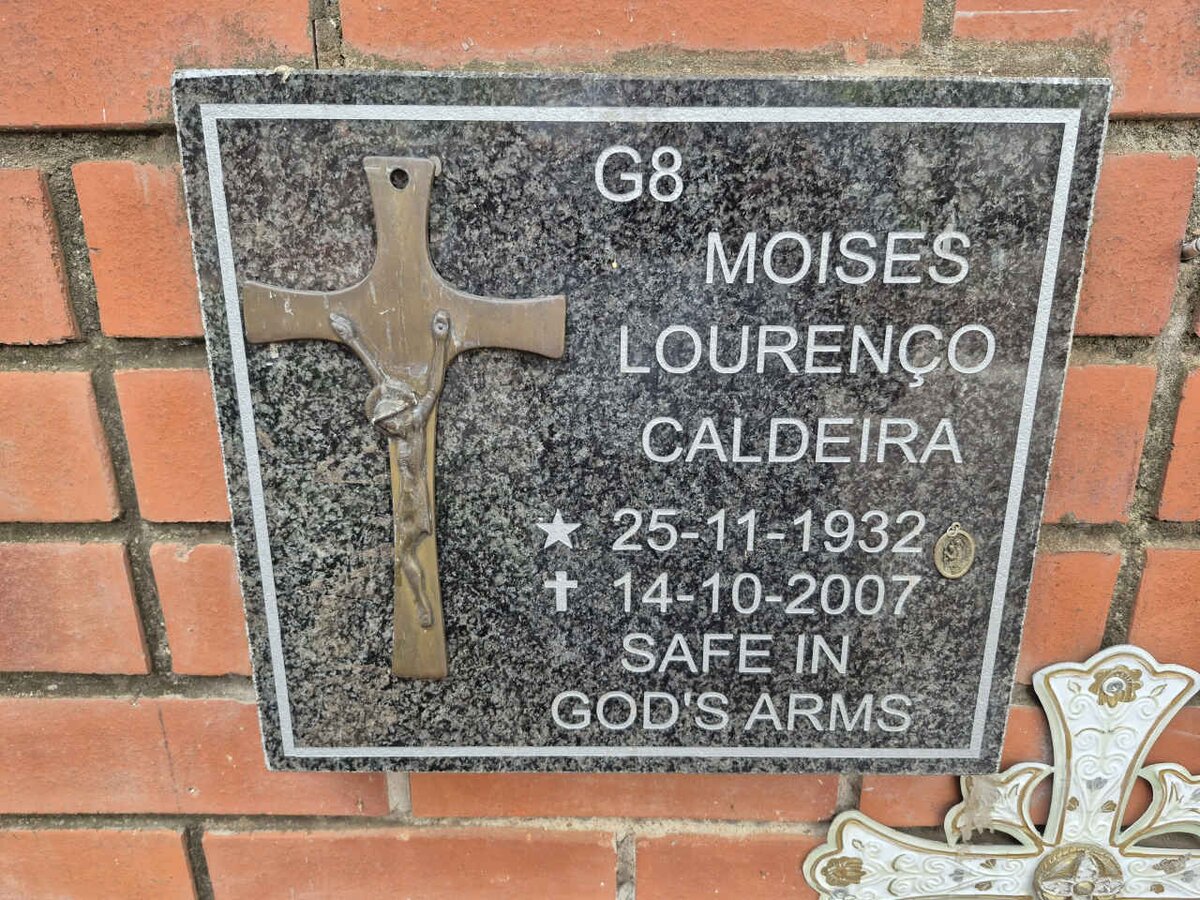 G8
MOISES
LOURENÇO
CALDEIRA
★ 25-11-1932
✝ 14-10-2007
SAFE IN
GOD'S ARMS